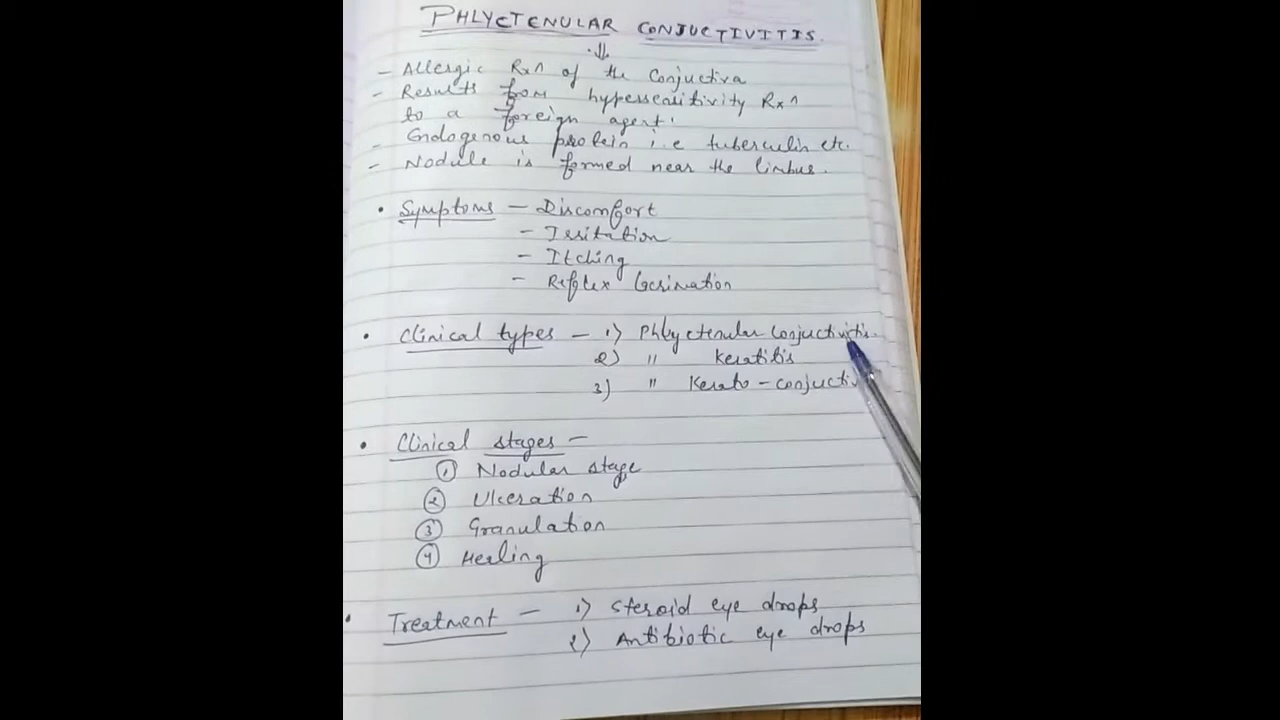 PHLYCTENULAR CONJUCTIVITIS.
⇓
- Allergic Rxn of the Conjuctiva
- Results from hypersensitivity Rxn
to a foreign agent.
- Endogenous protein i.e tuberculin etc.
- Nodule is formed near the limbus.
• Symptoms - Discomfort
- Irritation
- Itching
- Reflex lacrimation
• Clinical types - 1) Phlyctenular Conjuctivitis.
2) " Keratitis
3) " Kerato-conjuctiv
• Clinical stages -
① Nodular stage
② Ulceration
③ Granulation
④ Healing
• Treatment - 1) Steroid eye drops
2) Antibiotic eye drops